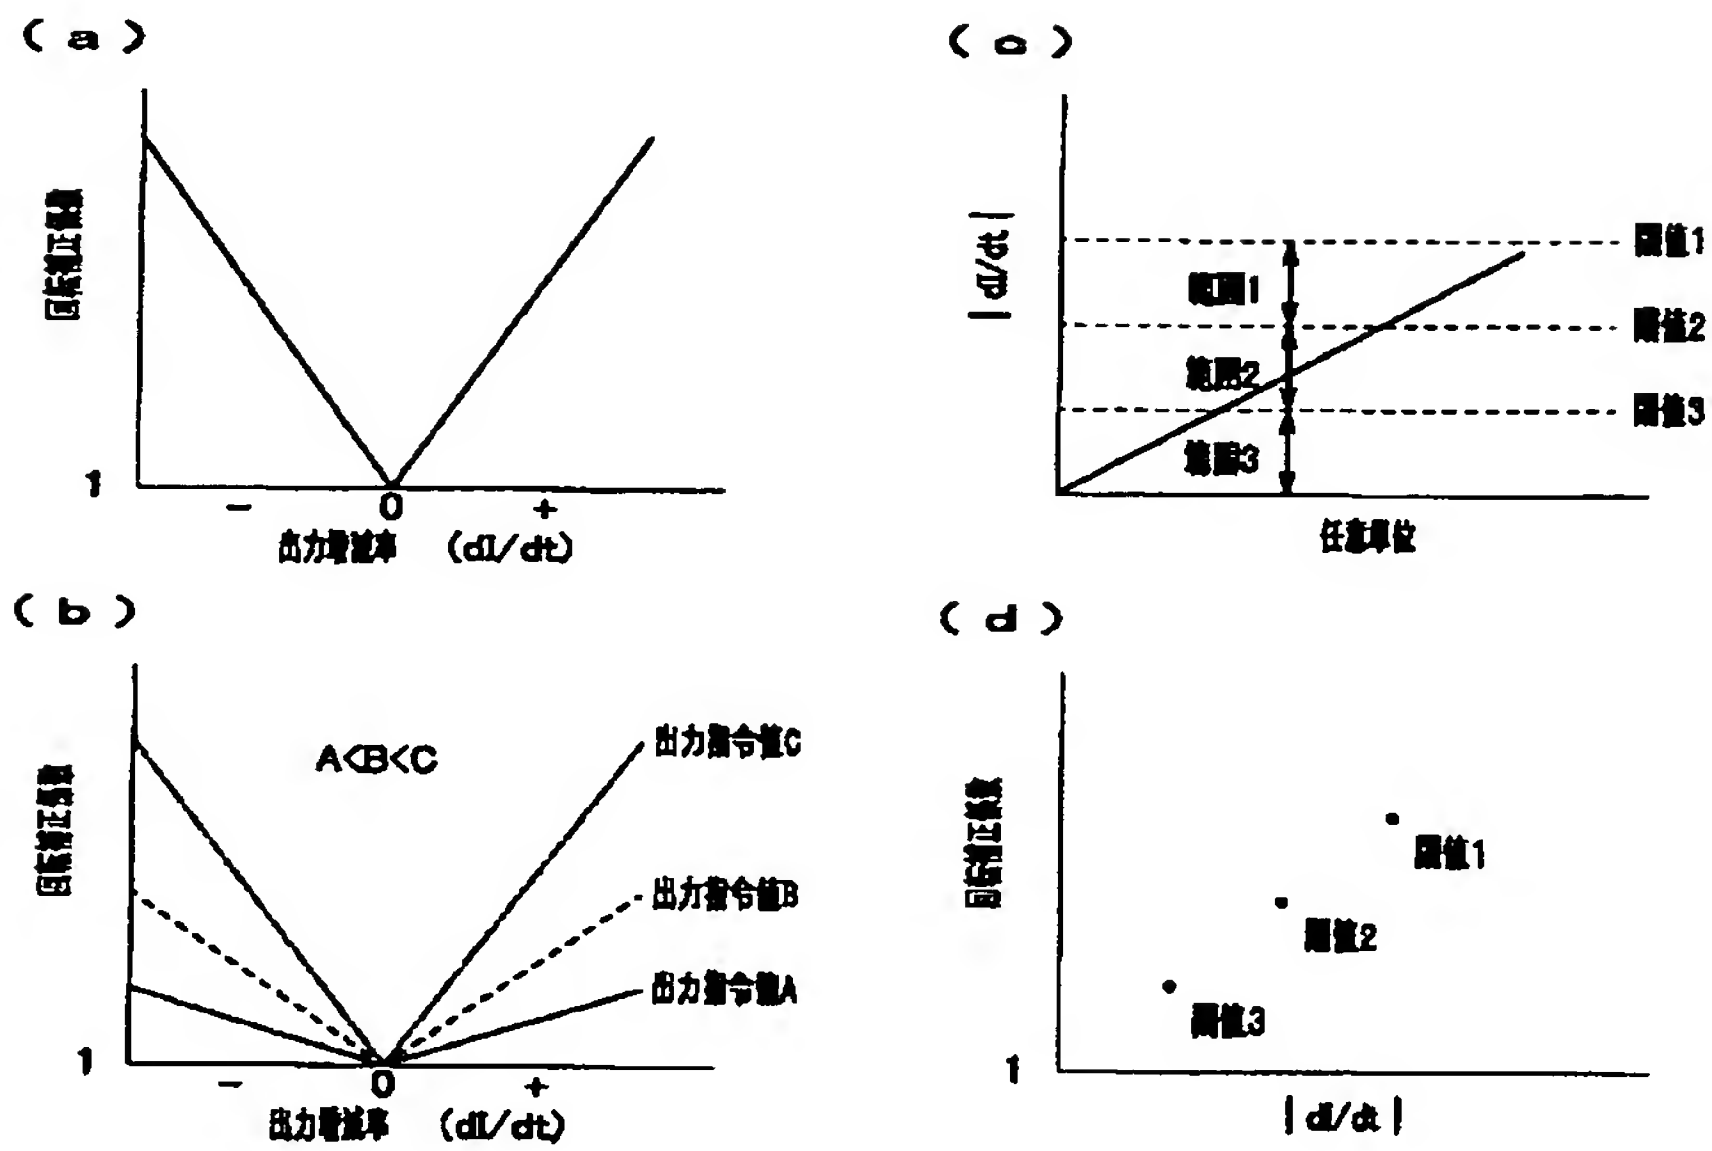 (a)
回転補正係数
1
- 0 +
出力増減率 (dI/dt)
(b)
A<B<C
出力指令値C
出力指令値B
出力指令値A
回転補正係数
1
- 0 +
出力増減率 (dI/dt)
(c)
|dI/dt|
閾値1
範囲1
閾値2
範囲2
閾値3
範囲3
任意単位
(d)
回転補正係数
閾値1
閾値2
閾値3
1
|dI/dt|